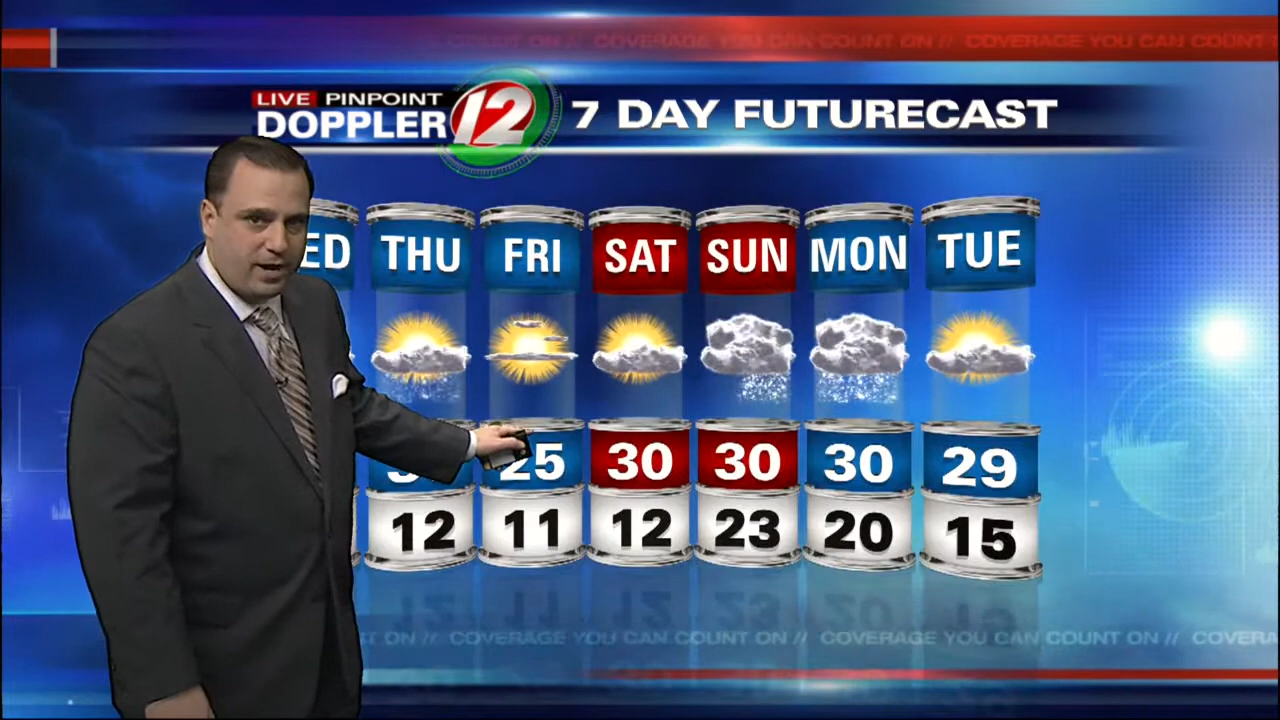 COVERAGE YOU CAN COUNT ON // COVERAGE YOU CAN COUNT
LIVE PINPOINT
DOPPLER 12
7 DAY FUTURECAST
ED THU FRI SAT SUN MON TUE
25 30 30 30 29
12 11 12 23 20 15
T ON // COVERAGE YOU CAN COUNT ON // COVERAGE YOU CAN COUNT ON // COVERA